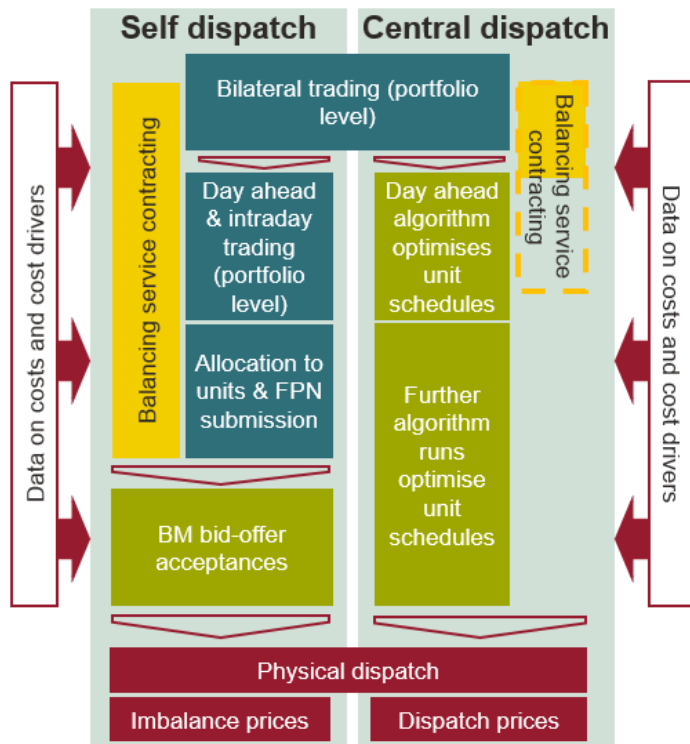 Self dispatch
Central dispatch
Data on costs and cost drivers
Balancing service contracting
Bilateral trading (portfolio
level)
Balancing service
contracting
Data on costs and cost drivers
Day ahead
& intraday
trading
(portfolio
level)
Day ahead
algorithm
optimises
unit
schedules
Allocation to
units & FPN
submission
Further
algorithm
runs
optimise
unit
schedules
BM bid-offer
acceptances
Physical dispatch
Imbalance prices
Dispatch prices